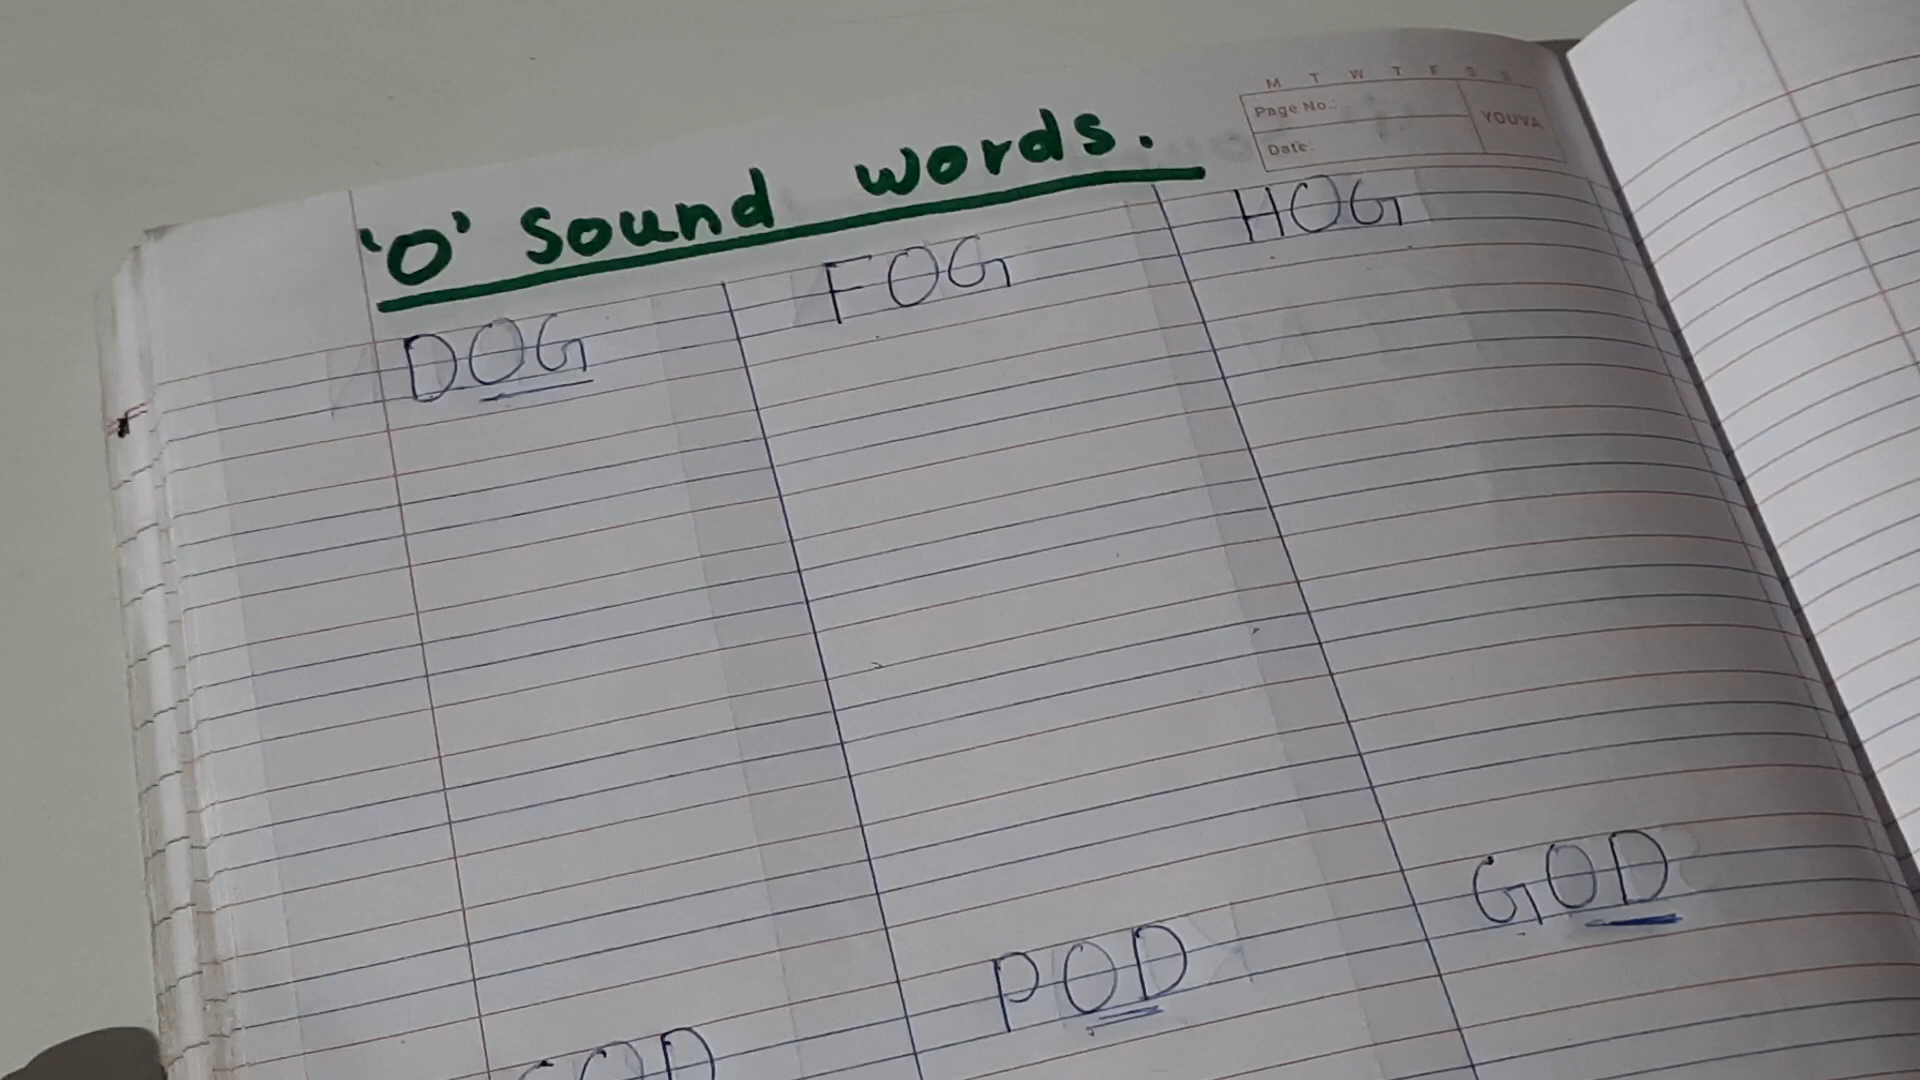 M T W T F S S
Page No.:
YOUVA
Date:
'O' Sound words.
DOG FOG HOG
POD GOD